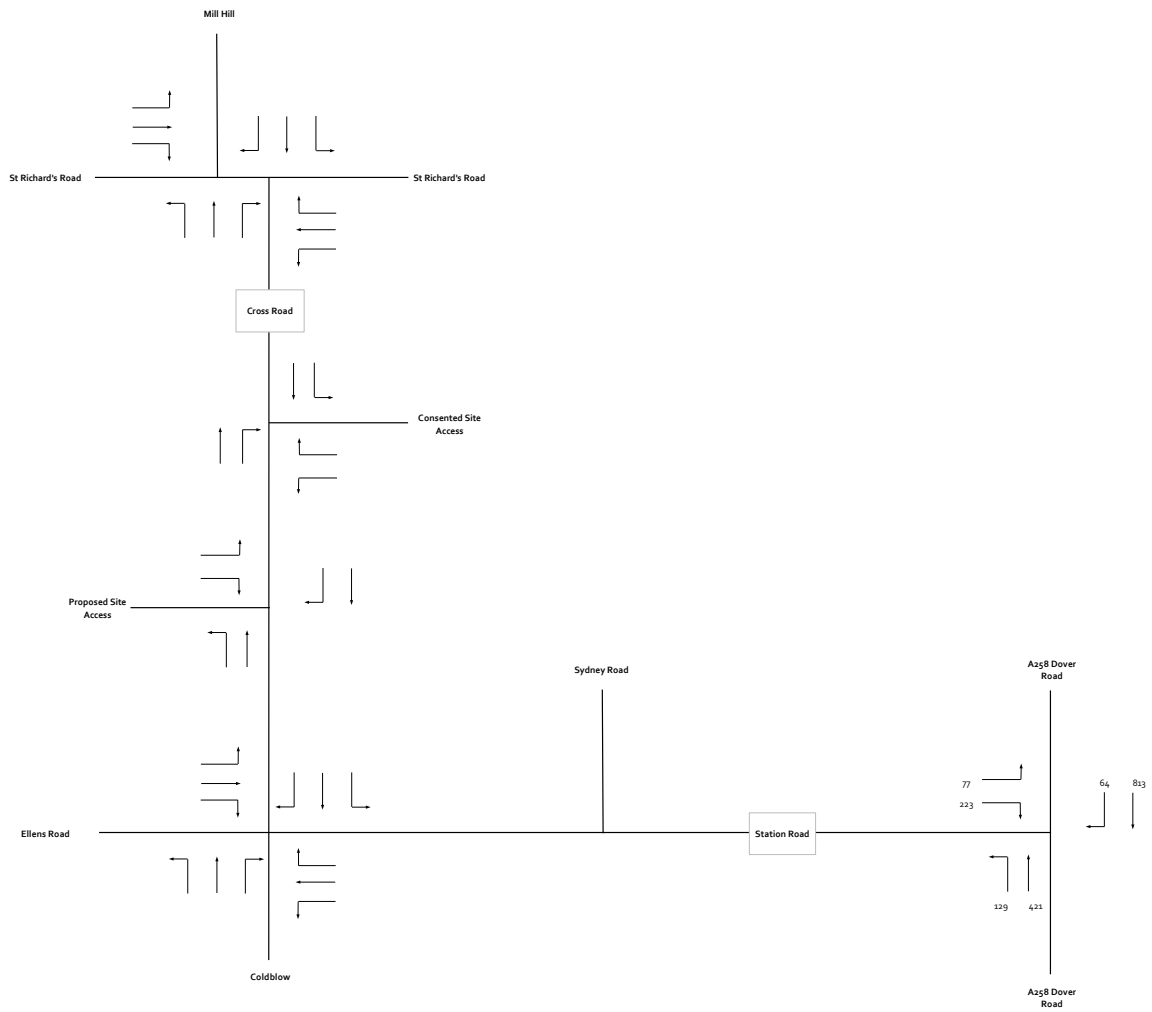 Mill Hill
St Richard's Road
St Richard's Road
Cross Road
Consented Site
Access
Proposed Site
Access
Sydney Road
A258 Dover
Road
77
64
813
223
Ellens Road
Station Road
129
421
Coldblow
A258 Dover
Road